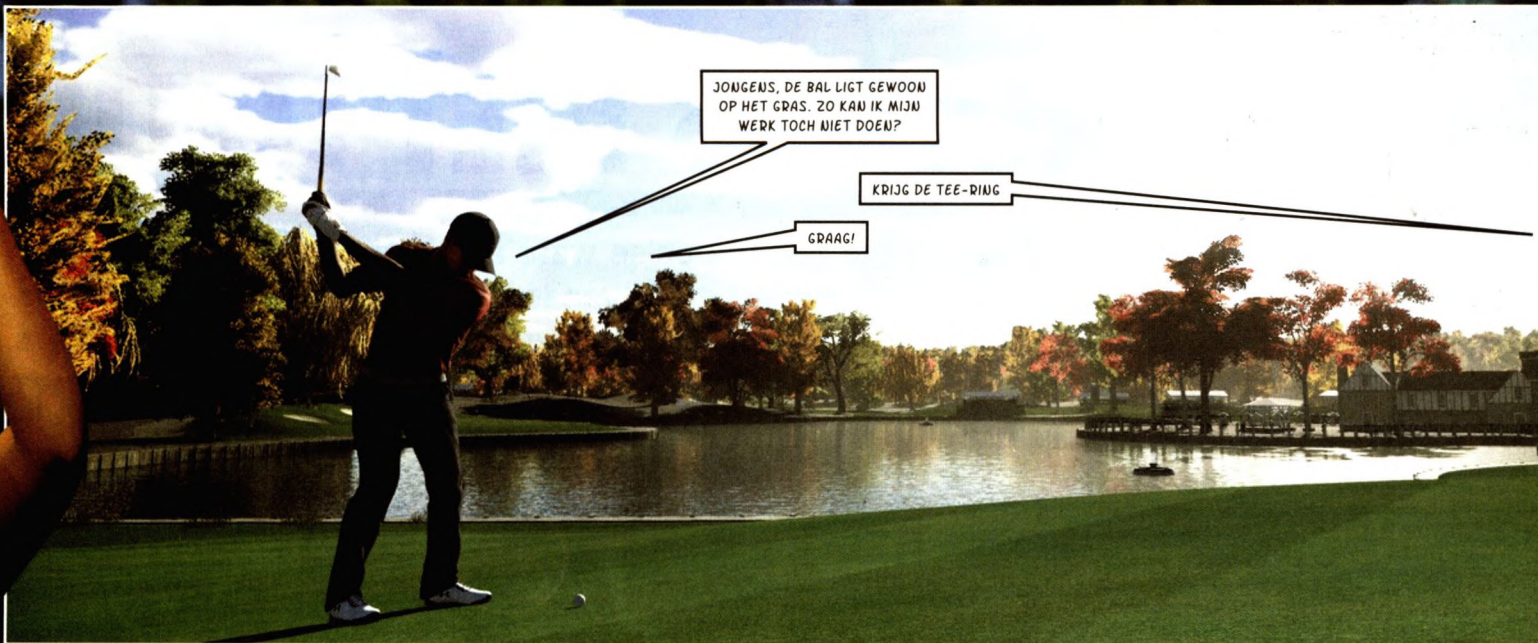 JONGENS, DE BAL LIGT GEWOON
OP HET GRAS. ZO KAN IK MIJN
WERK TOCH NIET DOEN?
KRIJG DE TEE-RING
GRAAG!